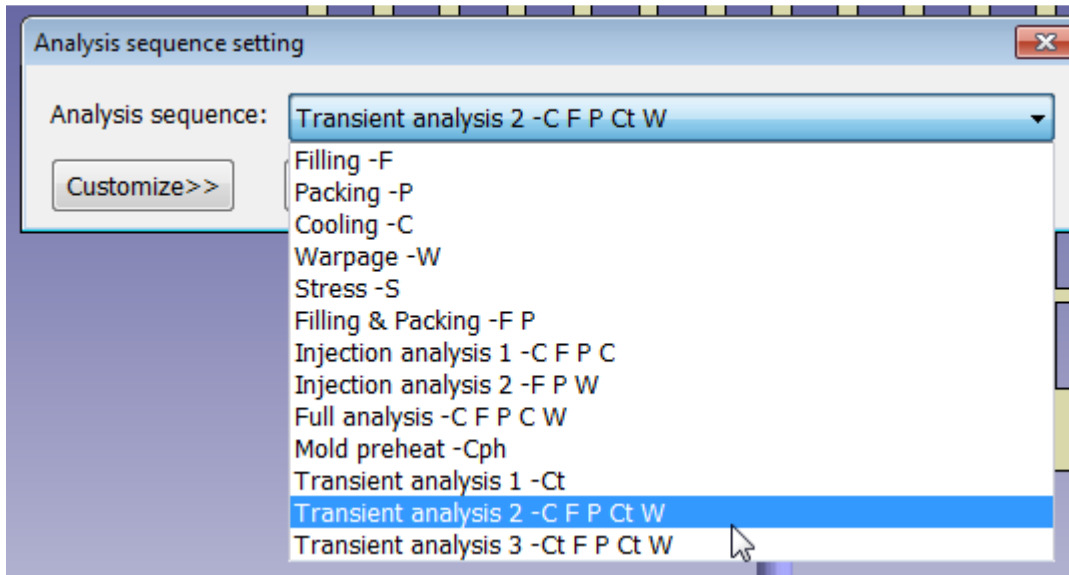 Analysis sequence setting
Analysis sequence: Transient analysis 2 -C F P Ct W
Customize>>
Filling -F
Packing -P
Cooling -C
Warpage -W
Stress -S
Filling & Packing -F P
Injection analysis 1 -C F P C
Injection analysis 2 -F P W
Full analysis -C F P C W
Mold preheat -Cph
Transient analysis 1 -Ct
Transient analysis 2 -C F P Ct W
Transient analysis 3 -Ct F P Ct W